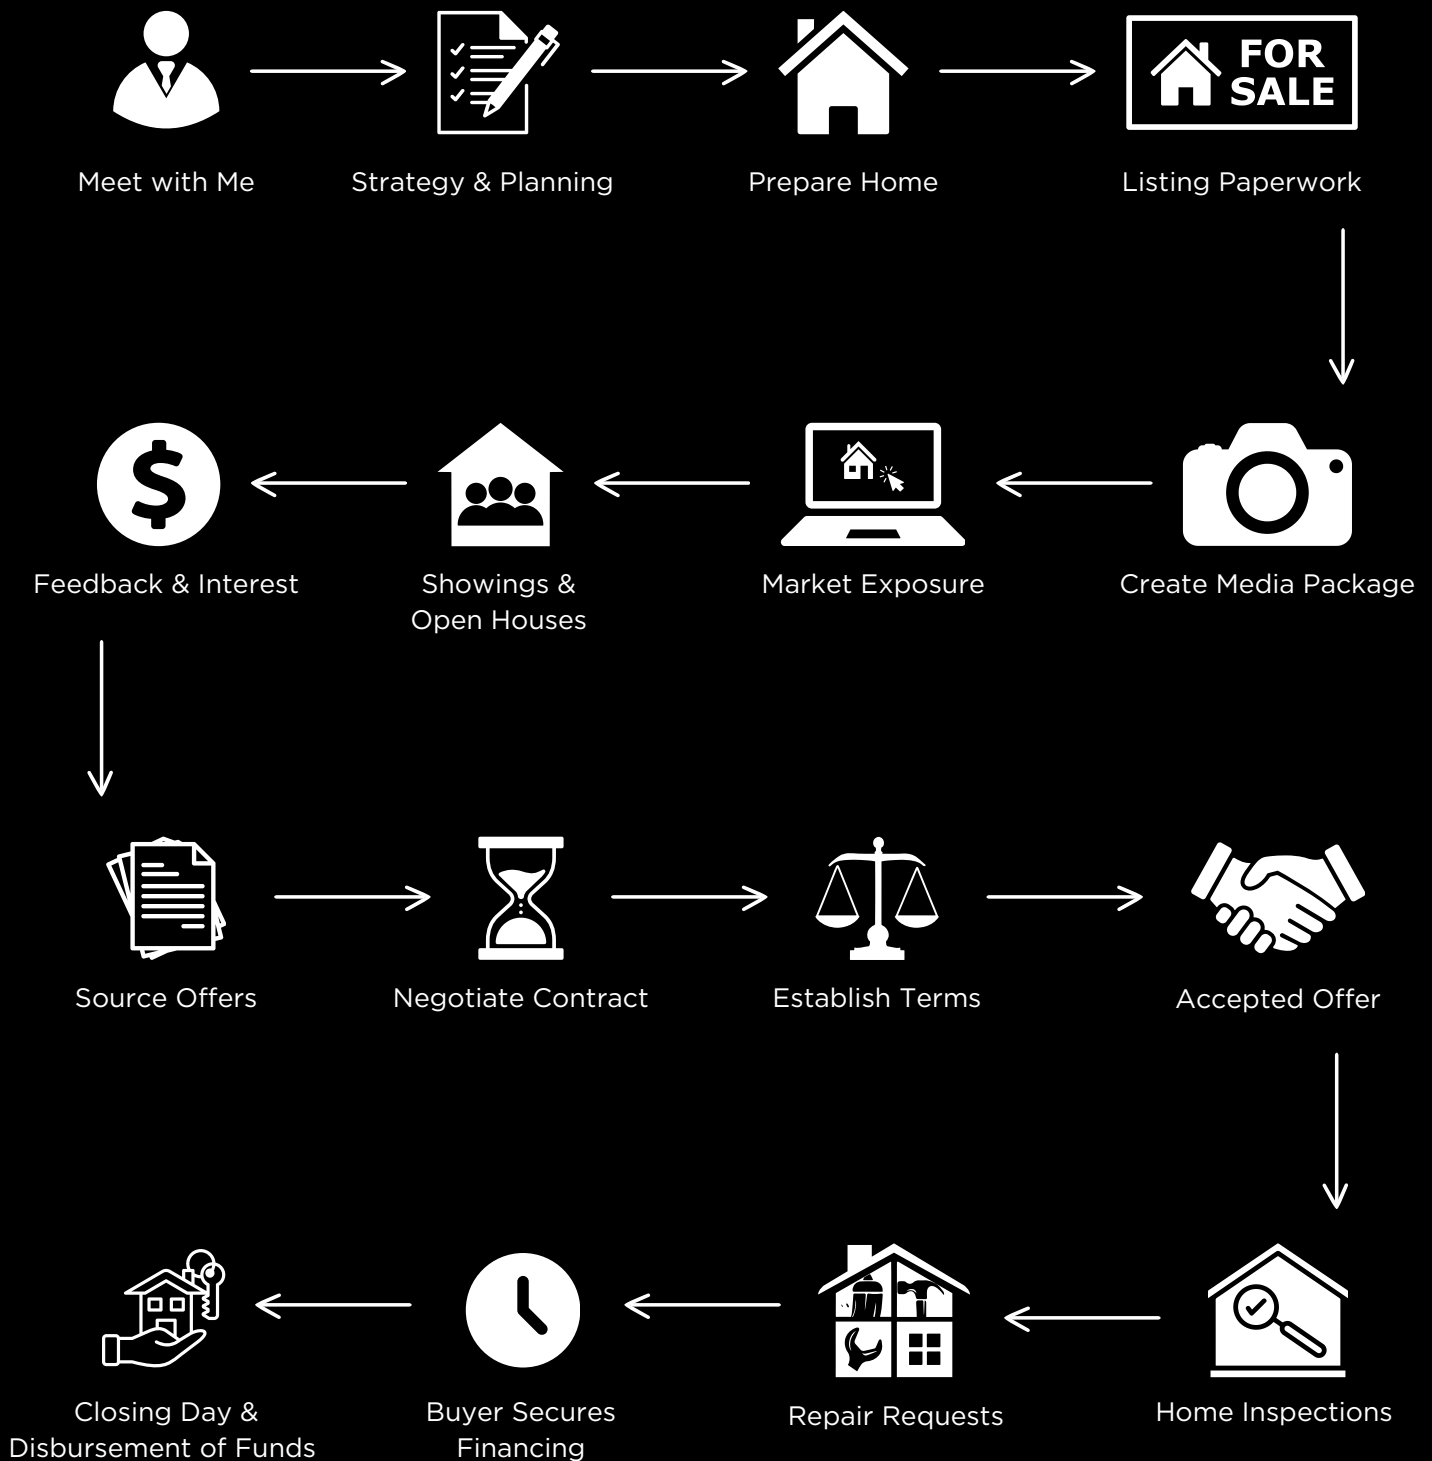 FOR
SALE
Meet with Me
Strategy & Planning
Prepare Home
Listing Paperwork
Feedback & Interest
Showings &
Open Houses
Market Exposure
Create Media Package
Source Offers
Negotiate Contract
Establish Terms
Accepted Offer
Closing Day &
Disbursement of Funds
Buyer Secures
Financing
Repair Requests
Home Inspections